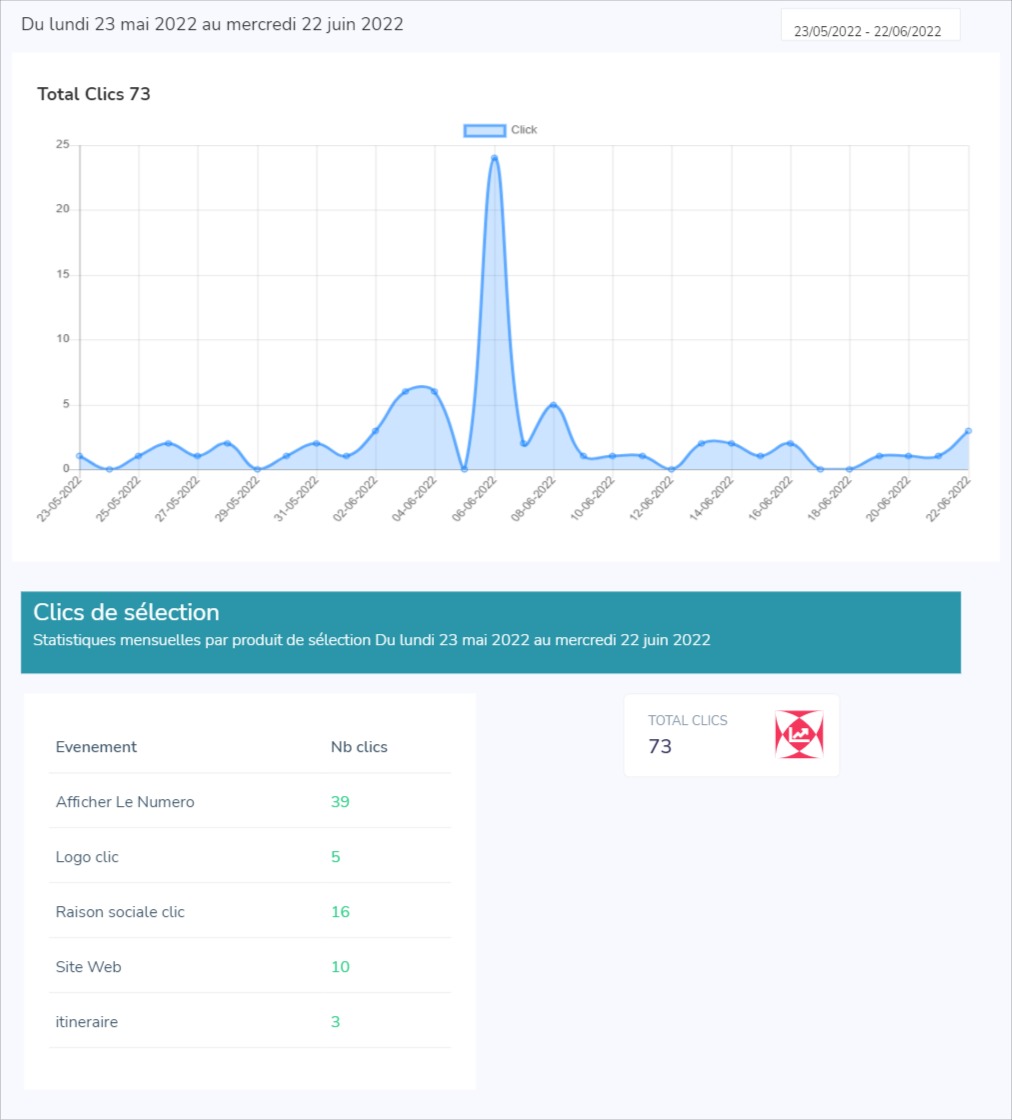 Du lundi 23 mai 2022 au mercredi 22 juin 2022
23/05/2022 - 22/06/2022
Total Clics 73
Click
25
20
15
10
5
0
23-05-2022
25-05-2022
27-05-2022
29-05-2022
31-05-2022
02-06-2022
04-06-2022
06-06-2022
08-06-2022
10-06-2022
12-06-2022
14-06-2022
16-06-2022
18-06-2022
20-06-2022
22-06-2022
Clics de sélection
Statistiques mensuelles par produit de sélection Du lundi 23 mai 2022 au mercredi 22 juin 2022
Evenement Nb clics
Afficher Le Numero 39
Logo clic 5
Raison sociale clic 16
Site Web 10
itineraire 3
TOTAL CLICS
73